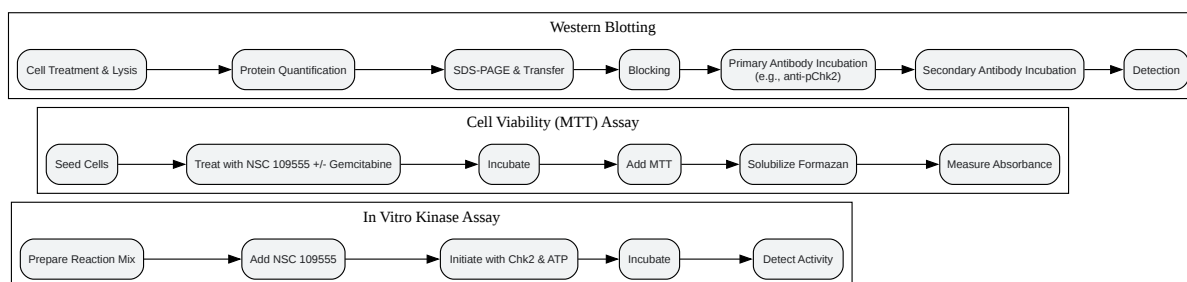 Western Blotting
Cell Treatment & Lysis
Protein Quantification
SDS-PAGE & Transfer
Blocking
Primary Antibody Incubation
(e.g., anti-pChk2)
Secondary Antibody Incubation
Detection
Cell Viability (MTT) Assay
Seed Cells
Treat with NSC 109555 +/- Gemcitabine
Incubate
Add MTT
Solubilize Formazan
Measure Absorbance
In Vitro Kinase Assay
Prepare Reaction Mix
Add NSC 109555
Initiate with Chk2 & ATP
Incubate
Detect Activity